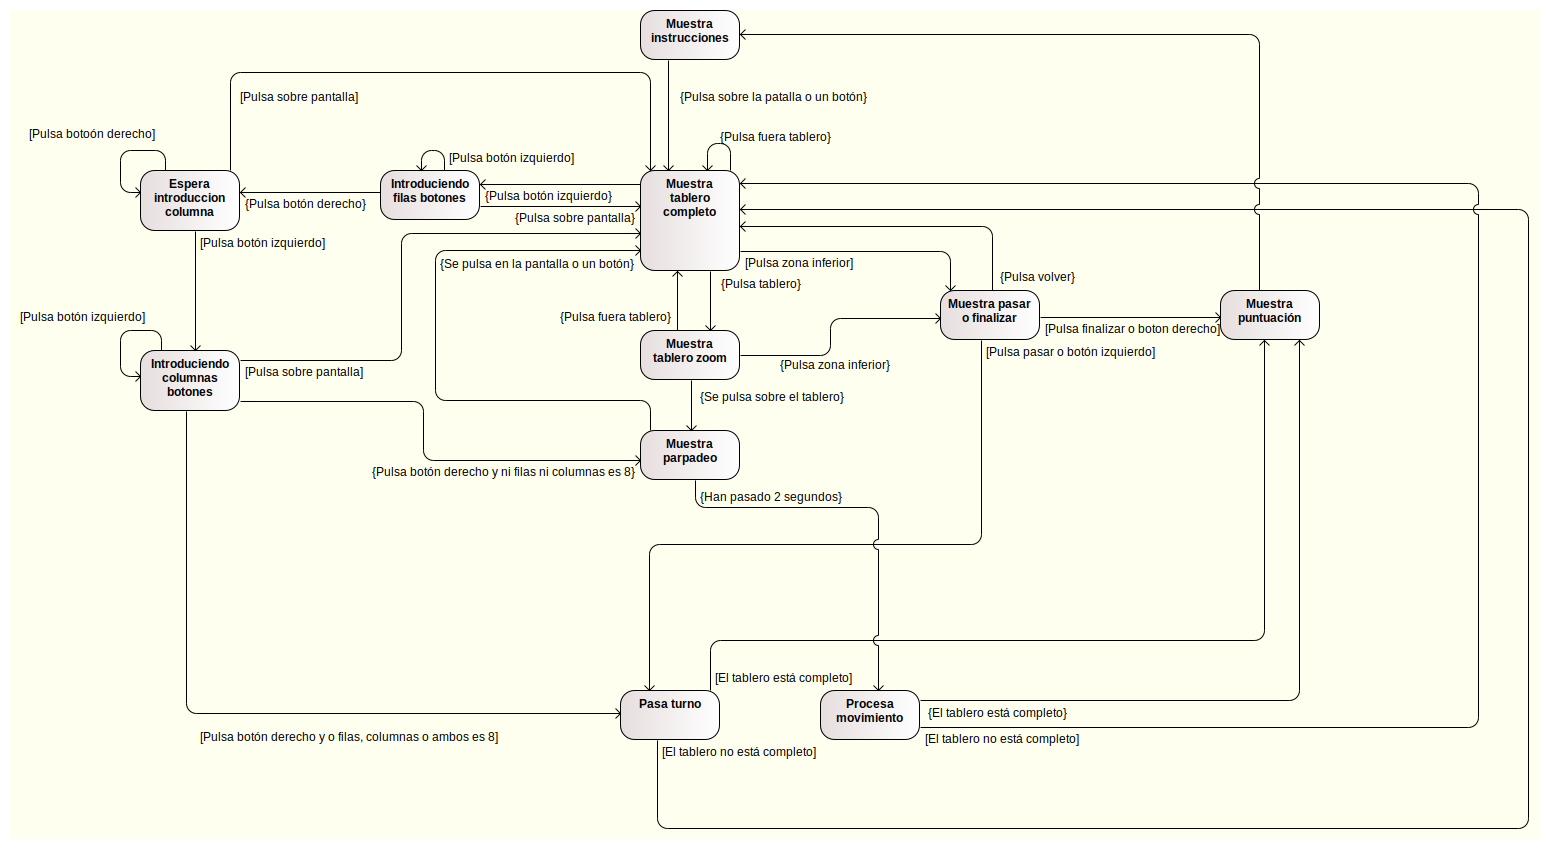 Muestra
instrucciones
[Pulsa sobre pantalla]
{Pulsa sobre la patalla o un botón}
[Pulsa botoón derecho]
{Pulsa fuera tablero}
[Pulsa botón izquierdo]
Espera
introduccion
columna
Introduciendo
filas botones
Muestra
tablero
completo
{Pulsa botón izquierdo}
{Pulsa botón derecho}
{Pulsa sobre pantalla}
[Pulsa botón izquierdo]
{Se pulsa en la pantalla o un botón}
[Pulsa zona inferior]
{Pulsa volver}
{Pulsa tablero}
Muestra pasar
o finalizar
Muestra
puntuación
[Pulsa botón izquierdo]
{Pulsa fuera tablero}
[Pulsa finalizar o boton derecho]
Muestra
tablero zoom
[Pulsa pasar o botón izquierdo]
{Pulsa zona inferior}
Introduciendo
columnas
botones
[Pulsa sobre pantalla]
{Se pulsa sobre el tablero}
Muestra
parpadeo
{Pulsa botón derecho y ni filas ni columnas es 8}
{Han pasado 2 segundos}
[El tablero está completo]
Pasa turno
Procesa
movimiento
{El tablero está completo}
[Pulsa botón derecho y o filas, columnas o ambos es 8]
[El tablero no está completo]
[El tablero no está completo]